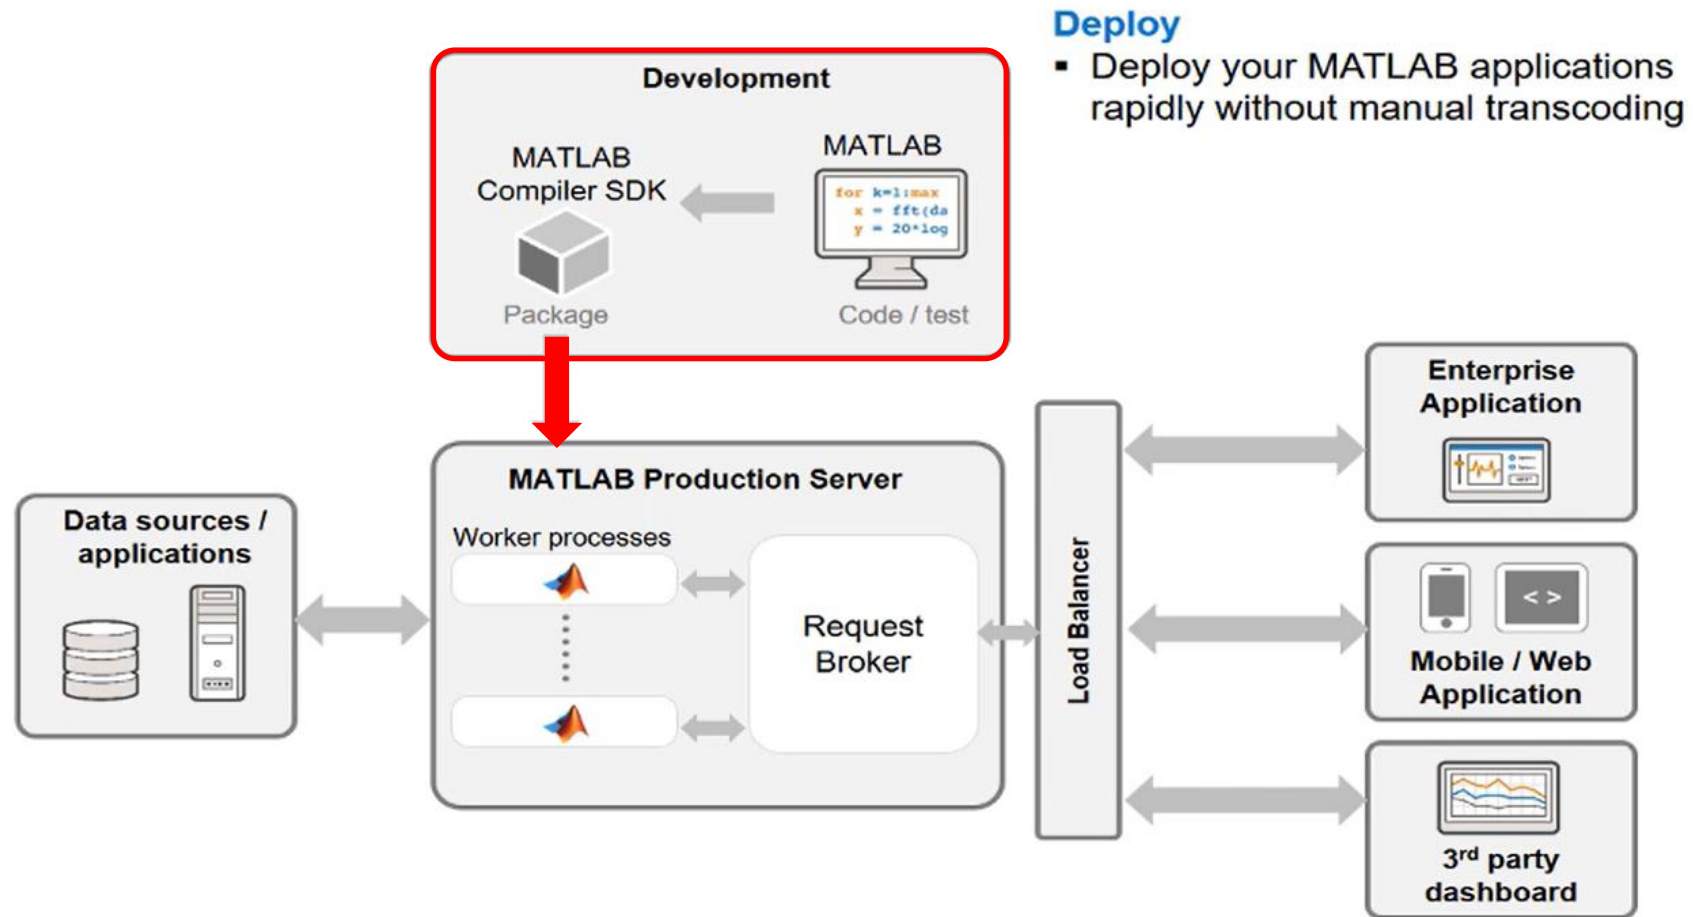 Deploy
▪ Deploy your MATLAB applications
rapidly without manual transcoding
Development
MATLAB
Compiler SDK
Package
MATLAB
for k=1:max
x = fft(da
y = 20*log
Code / test
Data sources /
applications
MATLAB Production Server
Worker processes
Request
Broker
Load Balancer
Enterprise
Application
< >
Mobile / Web
Application
3rd party
dashboard